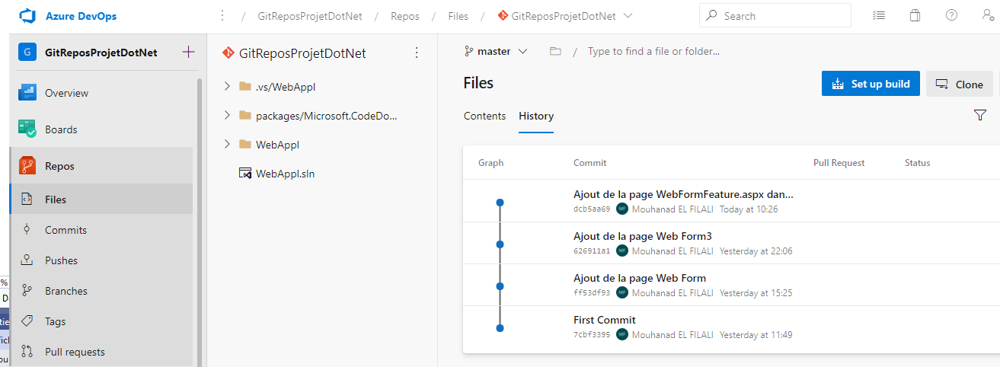 Azure DevOps
/ GitReposProjetDotNet / Repos / Files / GitReposProjetDotNet
Search
G GitReposProjetDotNet
Overview
Boards
Repos
Files
Commits
Pushes
Branches
Tags
Pull requests
%
D
GitReposProjetDotNet
.vs/WebAppl
packages/Microsoft.CodeDo...
WebAppl
WebAppl.sln
master / Type to find a file or folder...
Files
Set up build
Clone
Contents History
Graph Commit Pull Request Status
Ajout de la page WebFormFeature.aspx dan...
dcb5aa69 MF Mouhanad EL FILALI Today at 10:26
Ajout de la page Web Form3
626911a1 MF Mouhanad EL FILALI Yesterday at 22:06
Ajout de la page Web Form
ff53df93 MF Mouhanad EL FILALI Yesterday at 15:25
First Commit
7cbf3395 MF Mouhanad EL FILALI Yesterday at 11:49